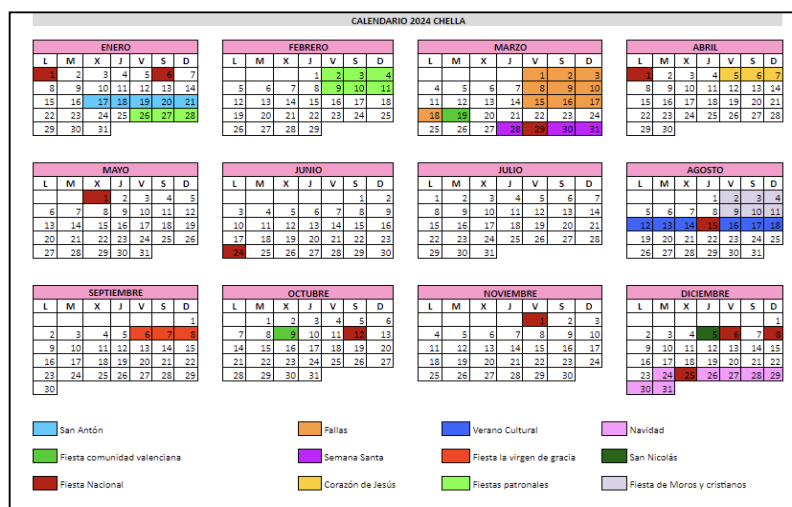 CALENDARIO 2024 CHELLA
ENERO
L M X J V S D
1 2 3 4 5 6 7
8 9 10 11 12 13 14
15 16 17 18 19 20 21
22 23 24 25 26 27 28
29 30 31
FEBRERO
L M X J V S D
1 2 3 4
5 6 7 8 9 10 11
12 13 14 15 16 17 18
19 20 21 22 23 24 25
26 27 28 29
MARZO
L M X J V S D
1 2 3
4 5 6 7 8 9 10
11 12 13 14 15 16 17
18 19 20 21 22 23 24
25 26 27 28 29 30 31
ABRIL
L M X J V S D
1 2 3 4 5 6 7
8 9 10 11 12 13 14
15 16 17 18 19 20 21
22 23 24 25 26 27 28
29 30
MAYO
L M X J V S D
1 2 3 4 5
6 7 8 9 10 11 12
13 14 15 16 17 18 19
20 21 22 23 24 25 26
27 28 29 30 31
JUNIO
L M X J V S D
1 2
3 4 5 6 7 8 9
10 11 12 13 14 15 16
17 18 19 20 21 22 23
24 25 26 27 28 29 30
JULIO
L M X J V S D
1 2 3 4 5 6 7
8 9 10 11 12 13 14
15 16 17 18 19 20 21
22 23 24 25 26 27 28
29 30 31
AGOSTO
L M X J V S D
1 2 3 4
5 6 7 8 9 10 11
12 13 14 15 16 17 18
19 20 21 22 23 24 25
26 27 28 29 30 31
SEPTIEMBRE
L M X J V S D
1
2 3 4 5 6 7 8
9 10 11 12 13 14 15
16 17 18 19 20 21 22
23 24 25 26 27 28 29
30
OCTUBRE
L M X J V S D
1 2 3 4 5 6
7 8 9 10 11 12 13
14 15 16 17 18 19 20
21 22 23 24 25 26 27
28 29 30 31
NOVIEMBRE
L M X J V S D
1 2 3
4 5 6 7 8 9 10
11 12 13 14 15 16 17
18 19 20 21 22 23 24
25 26 27 28 29 30
DICIEMBRE
L M X J V S D
1
2 3 4 5 6 7 8
9 10 11 12 13 14 15
16 17 18 19 20 21 22
23 24 25 26 27 28 29
30 31
San Antón
Fallas
Verano Cultural
Navidad
Fiesta comunidad valenciana
Semana Santa
Fiesta la virgen de gracia
San Nicolás
Fiesta Nacional
Corazón de Jesús
Fiestas patronales
Fiesta de Moros y cristianos